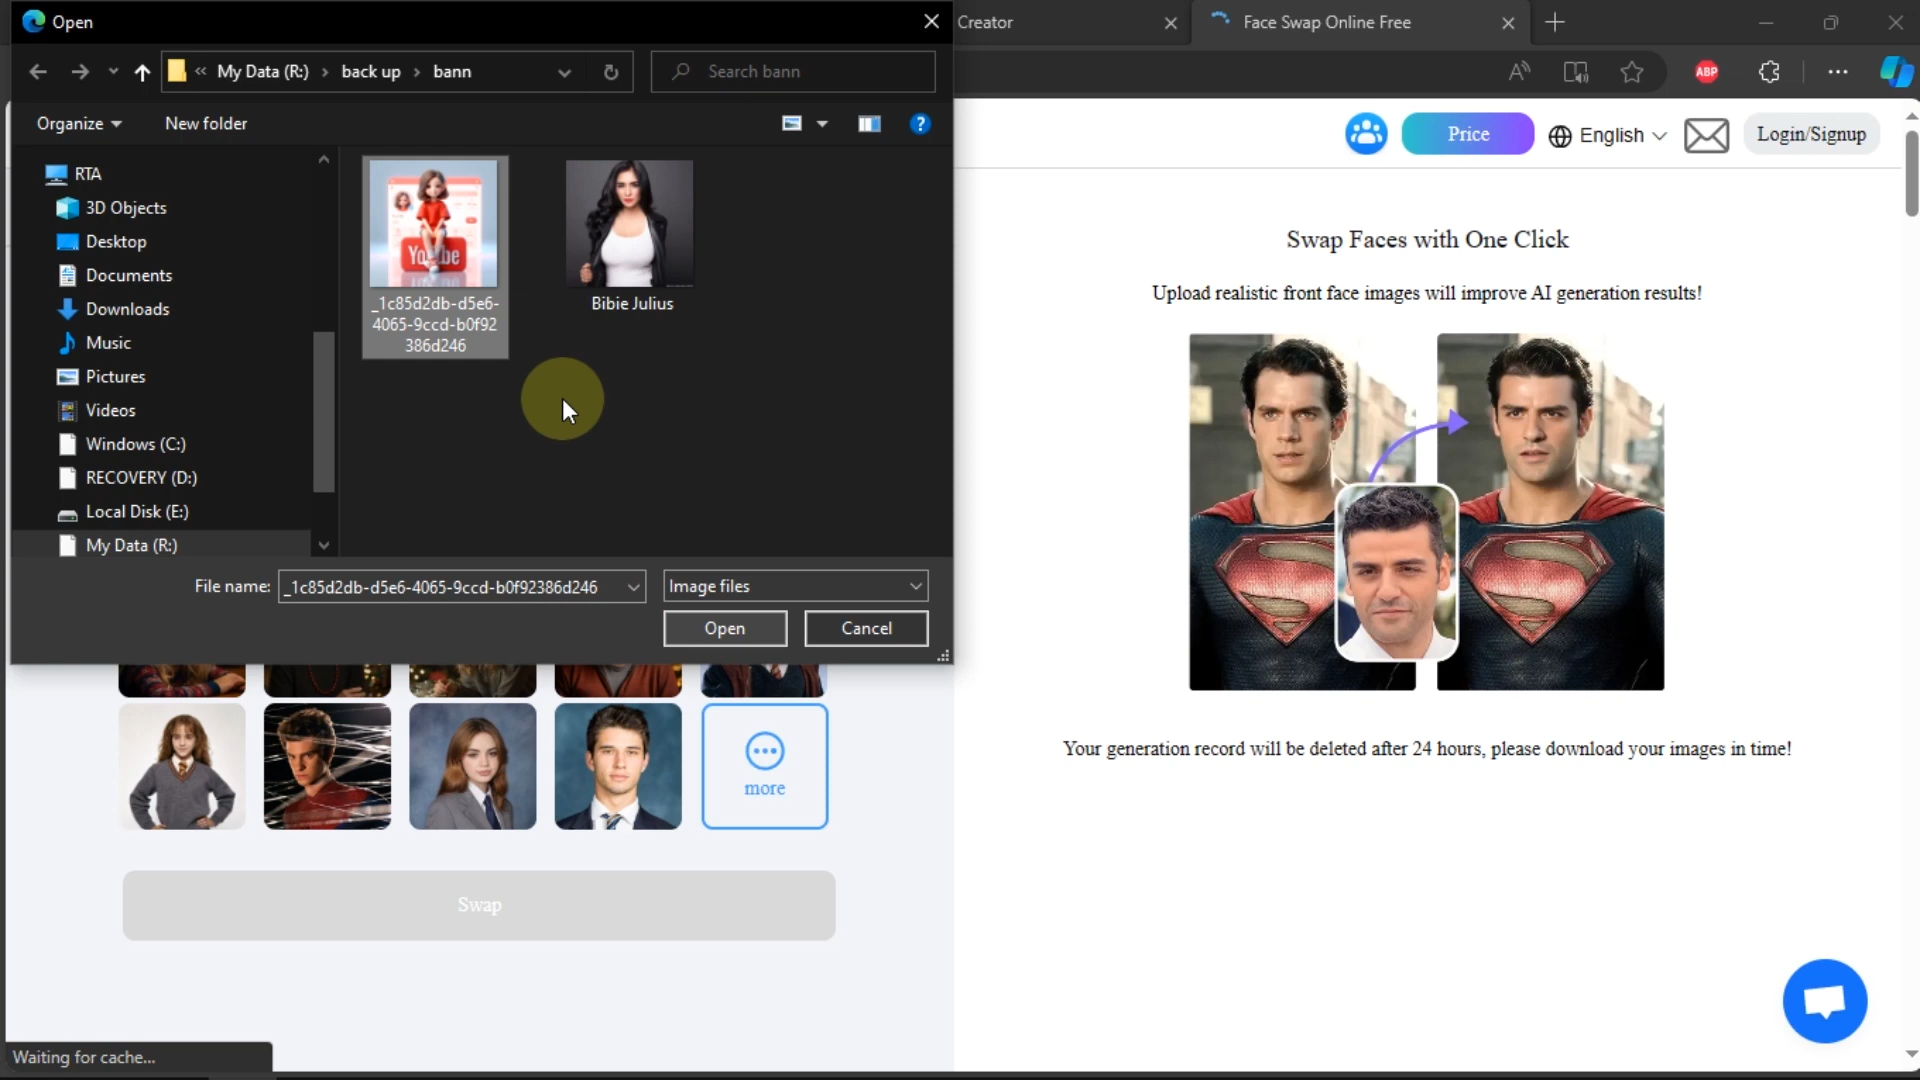 Open
Creator
Face Swap Online Free
My Data (R:)
back up
bann
Search bann
ABP
Organize
New folder
Price
English
Login/Signup
RTA
3D Objects
Desktop
Documents
Downloads
Music
Pictures
Videos
Windows (C:)
RECOVERY (D:)
Local Disk (E:)
My Data (R:)
_1c85d2db-d5e6-
4065-9ccd-b0f92
386d246
Bibie Julius
File name:
_1c85d2db-d5e6-4065-9ccd-b0f92386d246
Image files
Open
Cancel
Swap Faces with One Click
Upload realistic front face images will improve AI generation results!
Your generation record will be deleted after 24 hours, please download your images in time!
more
Swap
Waiting for cache...